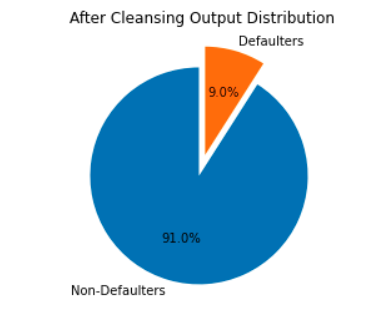 After Cleansing Output Distribution
Defaulters
9.0%
91.0%
Non-Defaulters